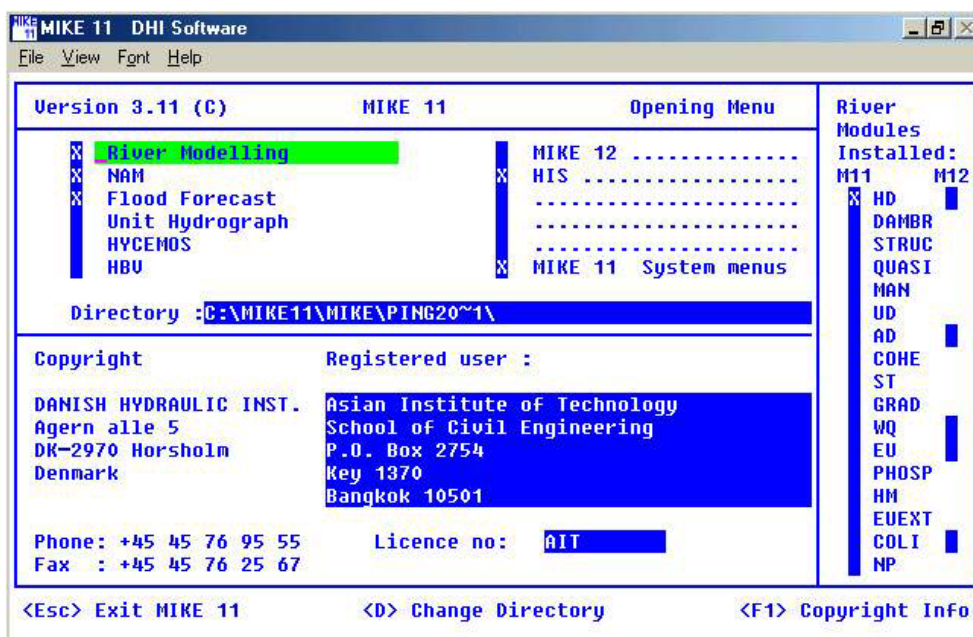 MIKE 11 DHI Software
File View Font Help
Version 3.11 (C) MIKE 11 Opening Menu
X River Modelling
X NAM
X Flood Forecast
Unit Hydrograph
HYCEMOS
HBV
MIKE 12 ..............
X HIS ..................
......................
......................
......................
X MIKE 11 System menus
Directory :C:\MIKE11\MIKE\PING20~1\
Copyright
DANISH HYDRAULIC INST.
Agern alle 5
DK-2970 Horsholm
Denmark
Phone: +45 45 76 95 55
Fax : +45 45 76 25 67
Registered user :
Asian Institute of Technology
School of Civil Engineering
P.O. Box 2754
Key 1370
Bangkok 10501
Licence no: AIT
River
Modules
Installed:
M11 M12
X HD
DAMBR
STRUC
QUASI
MAN
UD
AD
COHE
ST
GRAD
WQ
EU
PHOSP
HM
EUEXT
COLI
NP
<Esc> Exit MIKE 11 <D> Change Directory <F1> Copyright Info